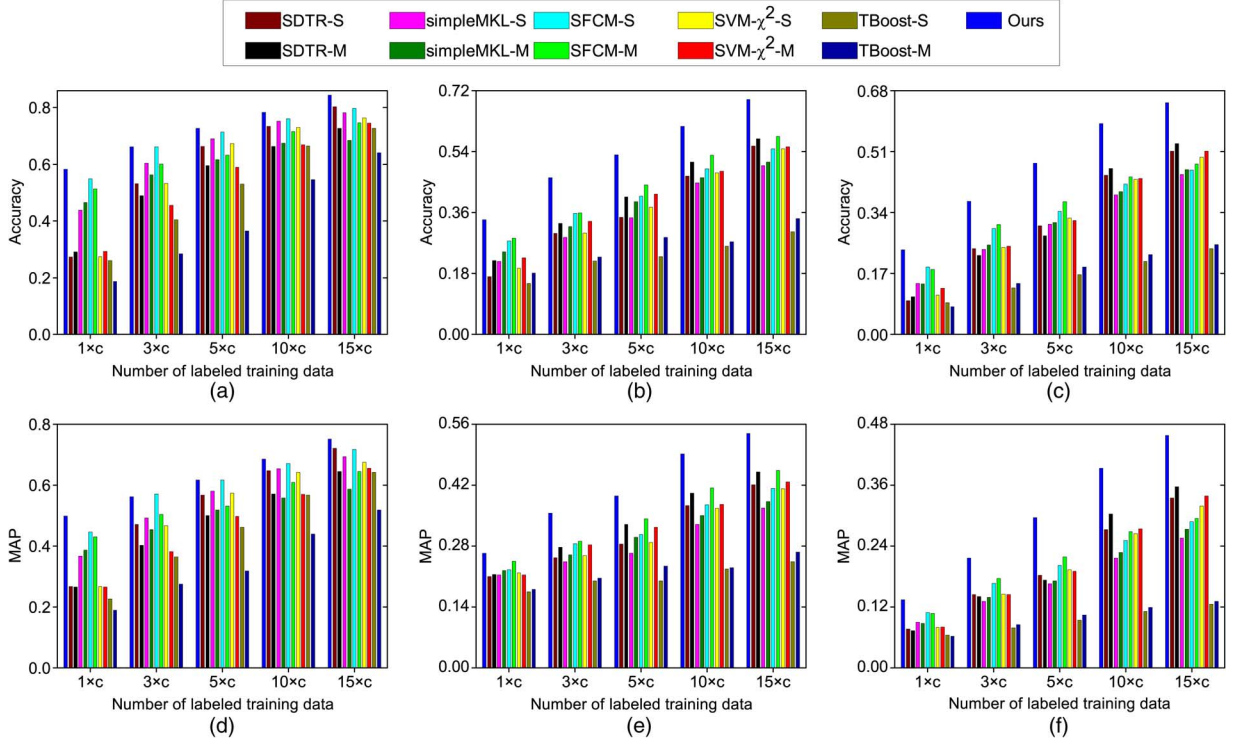 SDTR-S simpleMKL-S SFCM-S SVM-χ²-S TBoost-S Ours
SDTR-M simpleMKL-M SFCM-M SVM-χ²-M TBoost-M
Accuracy
0.8
0.6
0.4
0.2
0.0
1×c 3×c 5×c 10×c 15×c
Number of labeled training data
(a)
Accuracy
0.72
0.54
0.36
0.18
0.00
1×c 3×c 5×c 10×c 15×c
Number of labeled training data
(b)
Accuracy
0.68
0.51
0.34
0.17
0.00
1×c 3×c 5×c 10×c 15×c
Number of labeled training data
(c)
MAP
0.8
0.6
0.4
0.2
0.0
1×c 3×c 5×c 10×c 15×c
Number of labeled training data
(d)
MAP
0.56
0.42
0.28
0.14
0.00
1×c 3×c 5×c 10×c 15×c
Number of labeled training data
(e)
MAP
0.48
0.36
0.24
0.12
0.00
1×c 3×c 5×c 10×c 15×c
Number of labeled training data
(f)